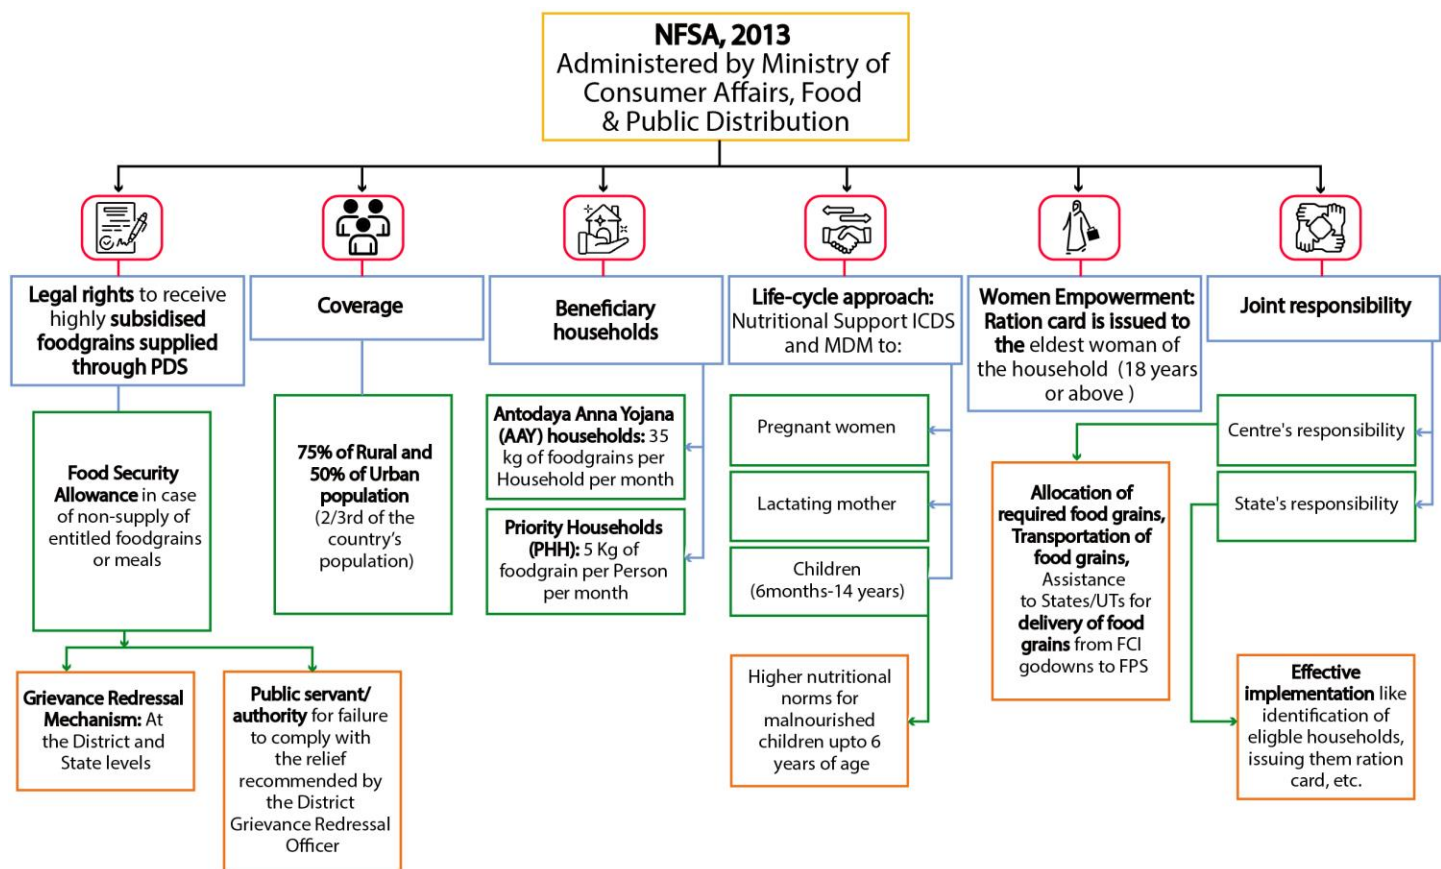 NFSA, 2013
Administered by Ministry of
Consumer Affairs, Food
& Public Distribution
Legal rights to receive
highly subsidised
foodgrains supplied
through PDS
Food Security
Allowance in case
of non-supply of
entitled foodgrains
or meals
Grievance Redressal
Mechanism: At
the District and
State levels
Public servant/
authority for failure
to comply with
the relief
recommended by
the District
Grievance Redressal
Officer
Coverage
75% of Rural and
50% of Urban
population
(2/3rd of the
country's
population)
Beneficiary
households
Antodaya Anna Yojana
(AAY) households: 35
kg of foodgrains per
Household per month
Priority Households
(PHH): 5 Kg of
foodgrain per Person
per month
Life-cycle approach:
Nutritional Support ICDS
and MDM to:
Pregnant women
Lactating mother
Children
(6months-14 years)
Higher nutritional
norms for
malnourished
children upto 6
years of age
Women Empowerment:
Ration card is issued to
the eldest woman of
the household (18 years
or above )
Joint responsibility
Centre's responsibility
State's responsibility
Allocation of
required food grains,
Transportation of
food grains,
Assistance
to States/UTs for
delivery of food
grains from FCI
godowns to FPS
Effective
implementation like
identification of
eligible households,
issuing them ration
card, etc.